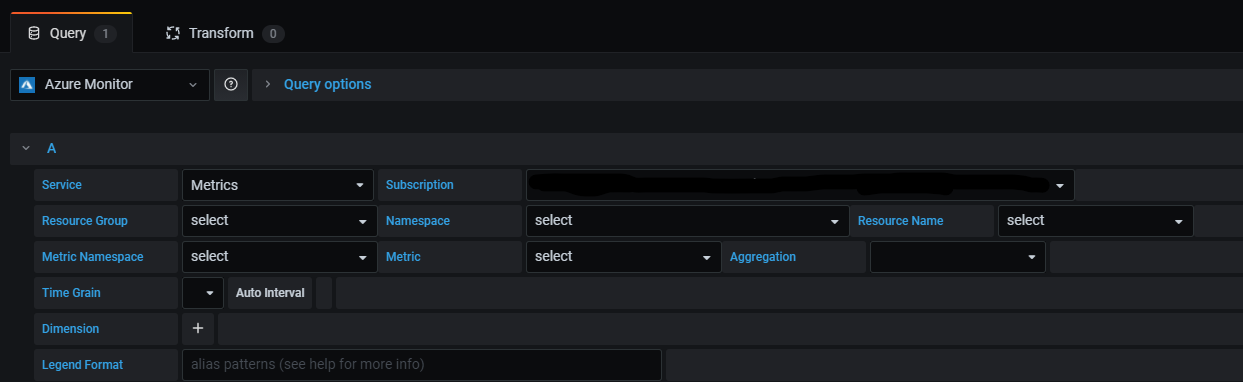 Query 1 Transform 0
Azure Monitor Query options
A
Service Metrics Subscription
Resource Group select Namespace select Resource Name select
Metric Namespace select Metric select Aggregation
Time Grain Auto Interval
Dimension +
Legend Format alias patterns (see help for more info)